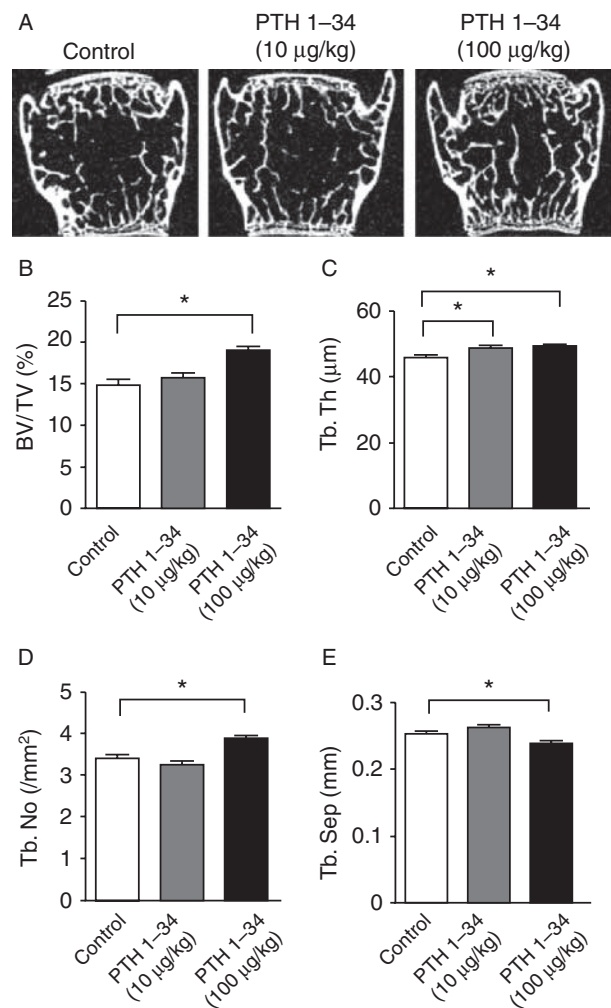 A
Control
PTH 1–34
(10 µg/kg)
PTH 1–34
(100 µg/kg)
B
BV/TV (%)
25
20
15
10
5
0
*
Control
PTH 1–34
(10 µg/kg)
PTH 1–34
(100 µg/kg)
C
Tb. Th (µm)
60
40
20
0
*
*
Control
PTH 1–34
(10 µg/kg)
PTH 1–34
(100 µg/kg)
D
Tb. No (/mm²)
5
4
3
2
1
0
*
Control
PTH 1–34
(10 µg/kg)
PTH 1–34
(100 µg/kg)
E
Tb. Sep (mm)
0.3
0.2
0.1
0
*
Control
PTH 1–34
(10 µg/kg)
PTH 1–34
(100 µg/kg)